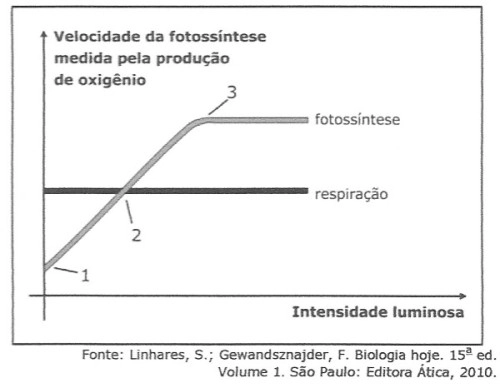 Velocidade da fotossíntese
medida pela produção
de oxigênio
3
fotossíntese
respiração
2
1
Intensidade luminosa
Fonte: Linhares, S.; Gewandsznajder, F. Biologia hoje. 15ª ed.
Volume 1. São Paulo: Editora Ática, 2010.